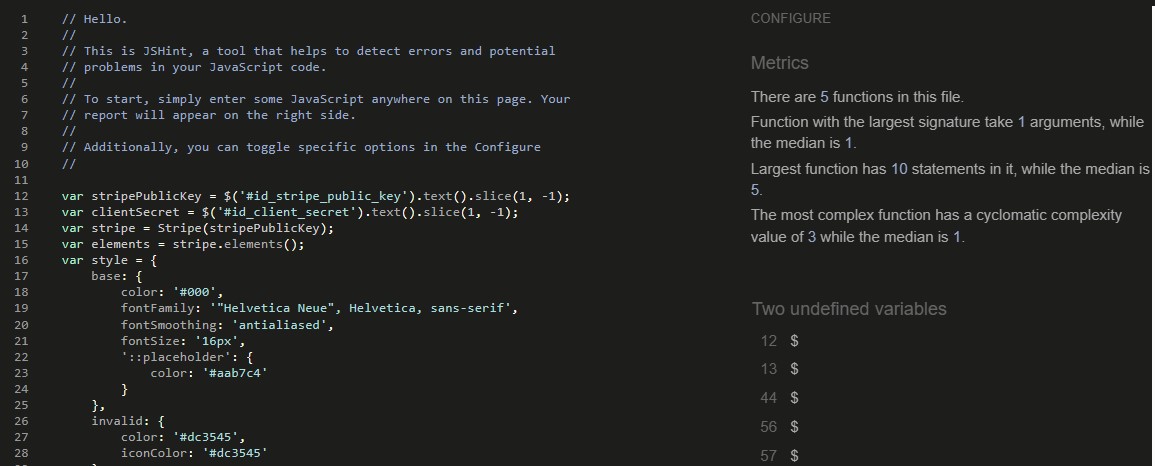 1 // Hello.
2 //
3 // This is JSHint, a tool that helps to detect errors and potential
4 // problems in your JavaScript code.
5 //
6 // To start, simply enter some JavaScript anywhere on this page. Your
7 // report will appear on the right side.
8 //
9 // Additionally, you can toggle specific options in the Configure
10 //
11
12 var stripePublicKey = $('#id_stripe_public_key').text().slice(1, -1);
13 var clientSecret = $('#id_client_secret').text().slice(1, -1);
14 var stripe = Stripe(stripePublicKey);
15 var elements = stripe.elements();
16 var style = {
17 base: {
18 color: '#000',
19 fontFamily: '"Helvetica Neue", Helvetica, sans-serif',
20 fontSmoothing: 'antialiased',
21 fontSize: '16px',
22 '::placeholder': {
23 color: '#aab7c4'
24 }
25 },
26 invalid: {
27 color: '#dc3545',
28 iconColor: '#dc3545'
CONFIGURE
Metrics
There are 5 functions in this file.
Function with the largest signature take 1 arguments, while
the median is 1.
Largest function has 10 statements in it, while the median is
5.
The most complex function has a cyclomatic complexity
value of 3 while the median is 1.
Two undefined variables
12 $
13 $
44 $
56 $
57 $